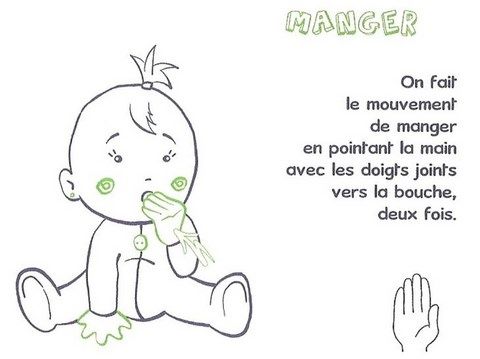 MANGER
On fait
le mouvement
de manger
en pointant la main
avec les doigts joints
vers la bouche,
deux fois.